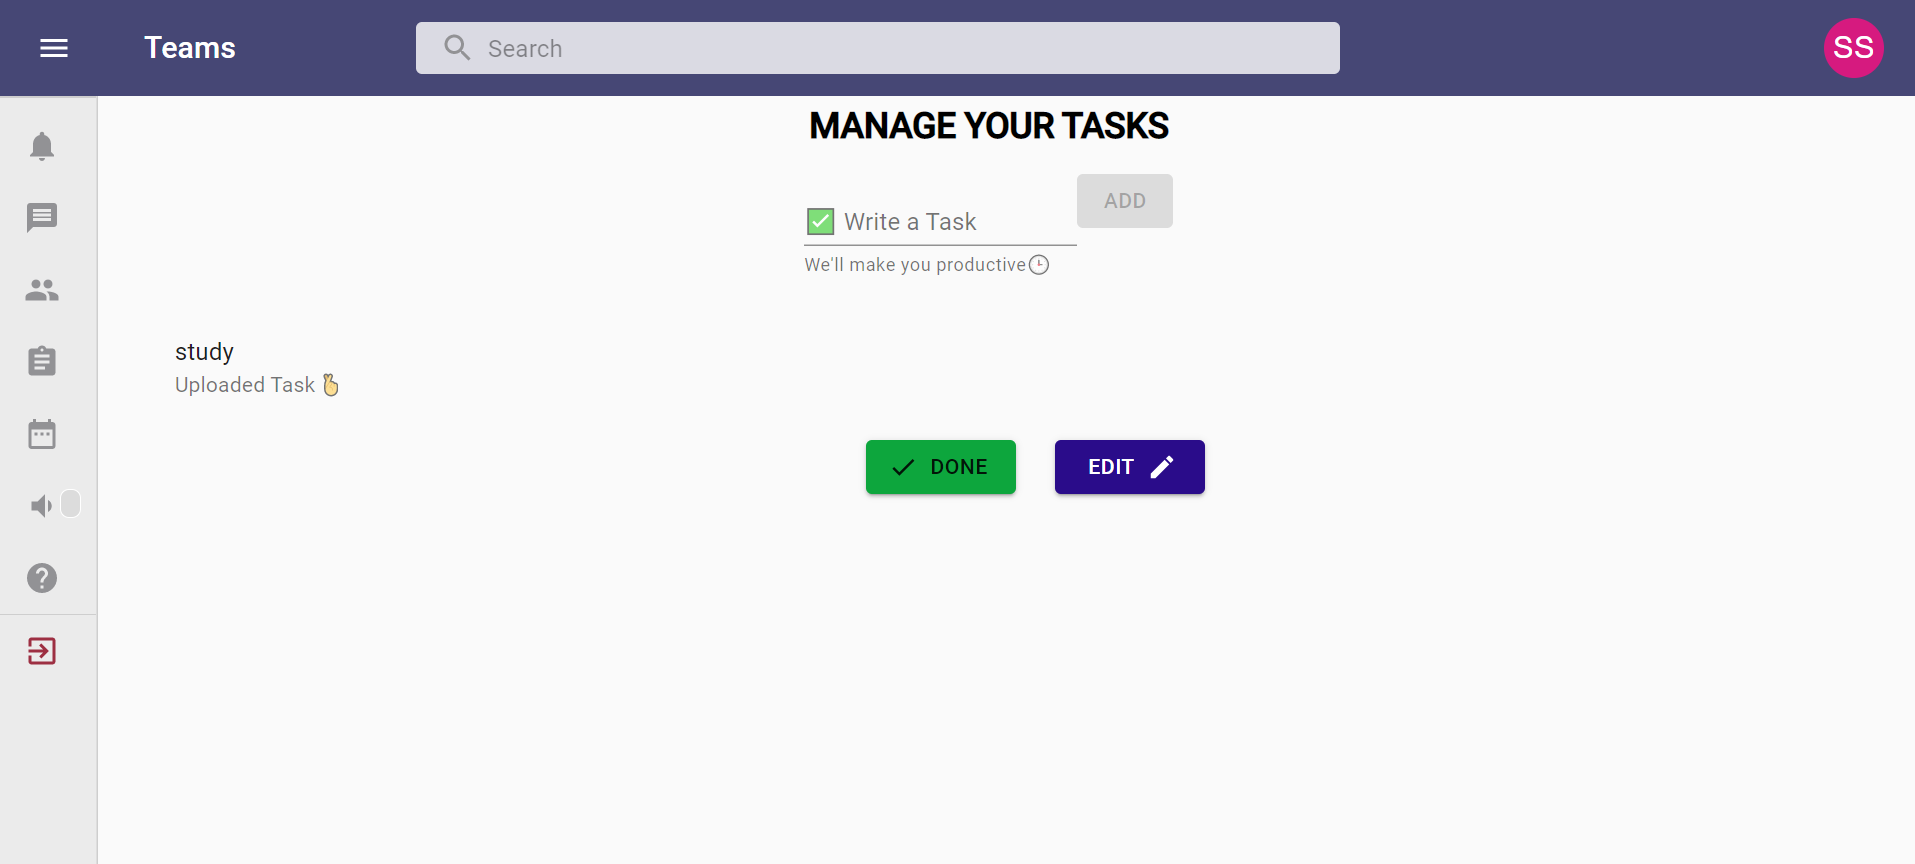 Teams
Search
SS
MANAGE YOUR TASKS
ADD
✅ Write a Task
We'll make you productive🕒
study
Uploaded Task 🤞
DONE
EDIT